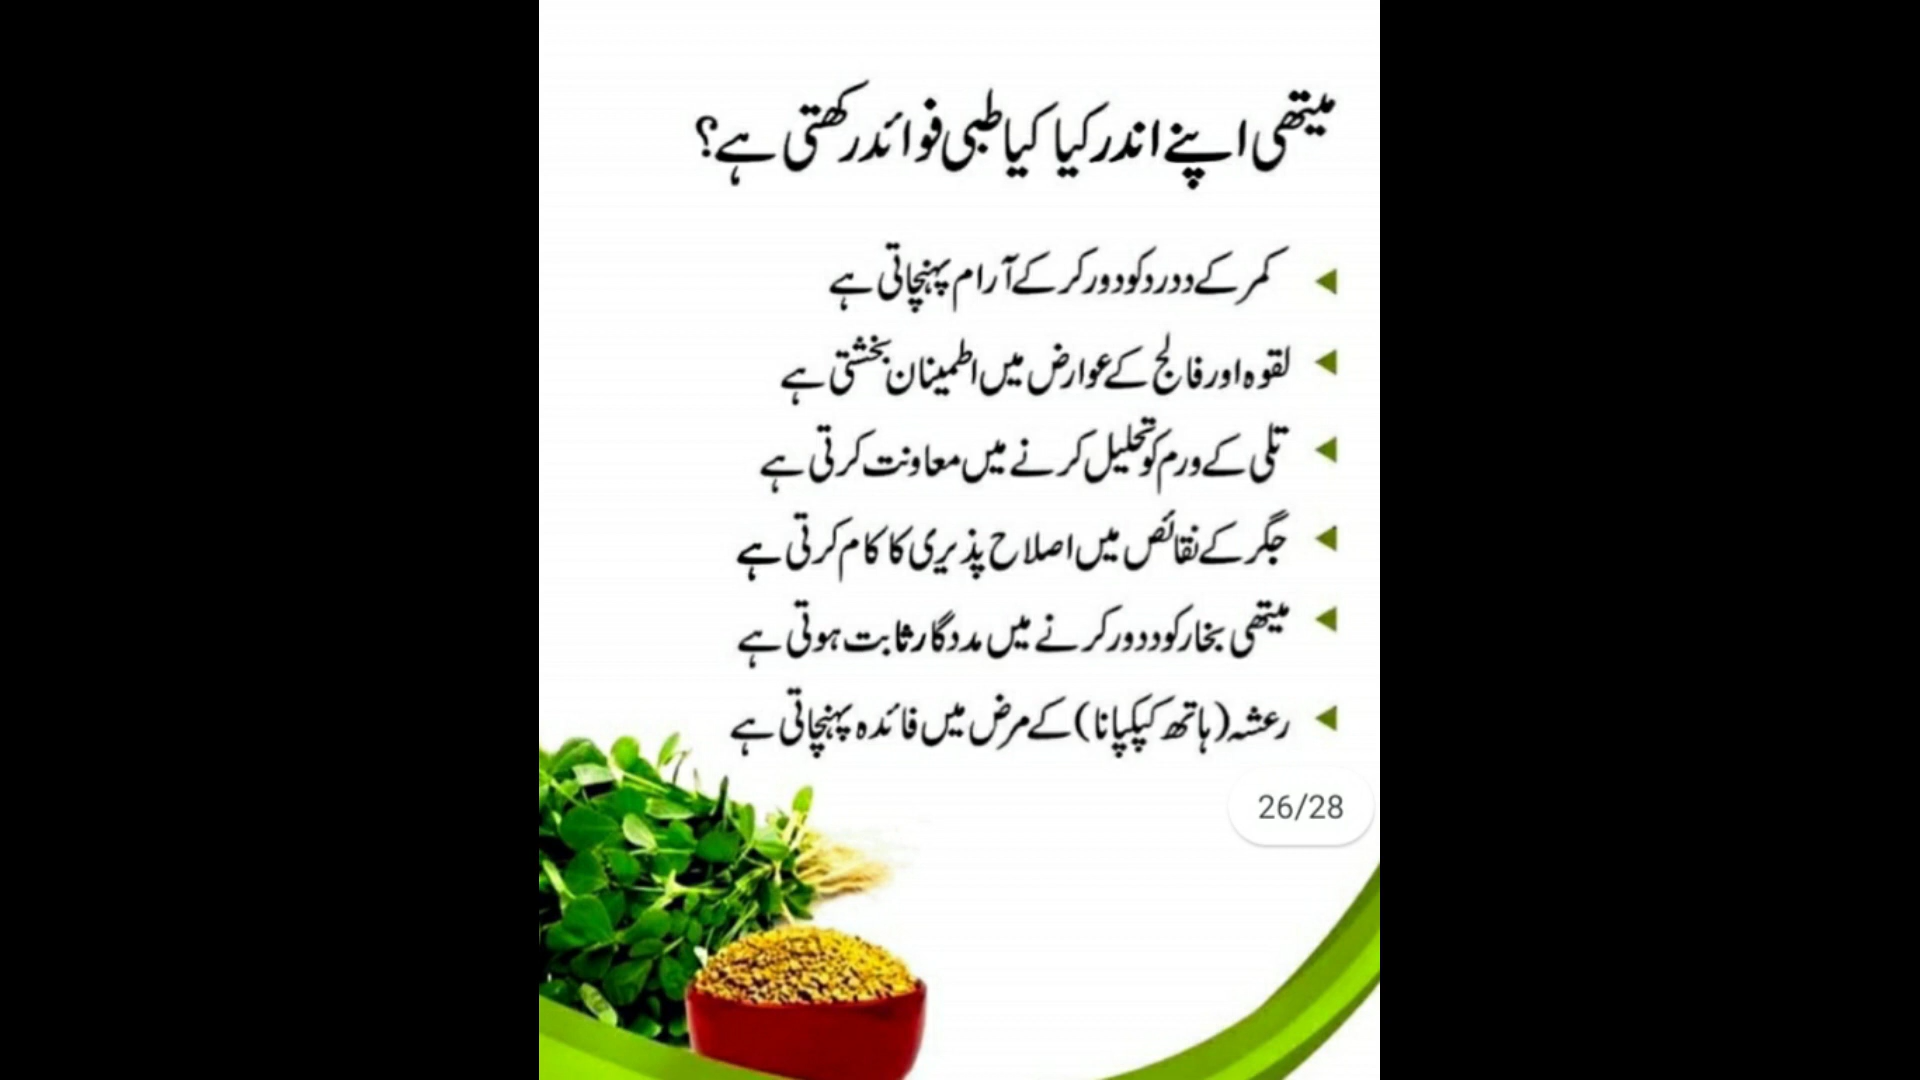 میتھی اپنے اندر کیا کیا طبی فوائد رکھتی ہے؟
کمر کے ددرد کو دور کر کے آرام پہنچاتی ہے
لقوہ اور فالج کے عوارض میں اطمینان بخشتی ہے
تلی کے ورم کو تحلیل کرنے میں معاونت کرتی ہے
جگر کے نقائص میں اصلاح پذیری کا کام کرتی ہے
میتھی بخار کو ددور کرنے میں مددگار ثابت ہوتی ہے
رعشہ (ہاتھ کپکپانا) کے مرض میں فائدہ پہنچاتی ہے
26/28